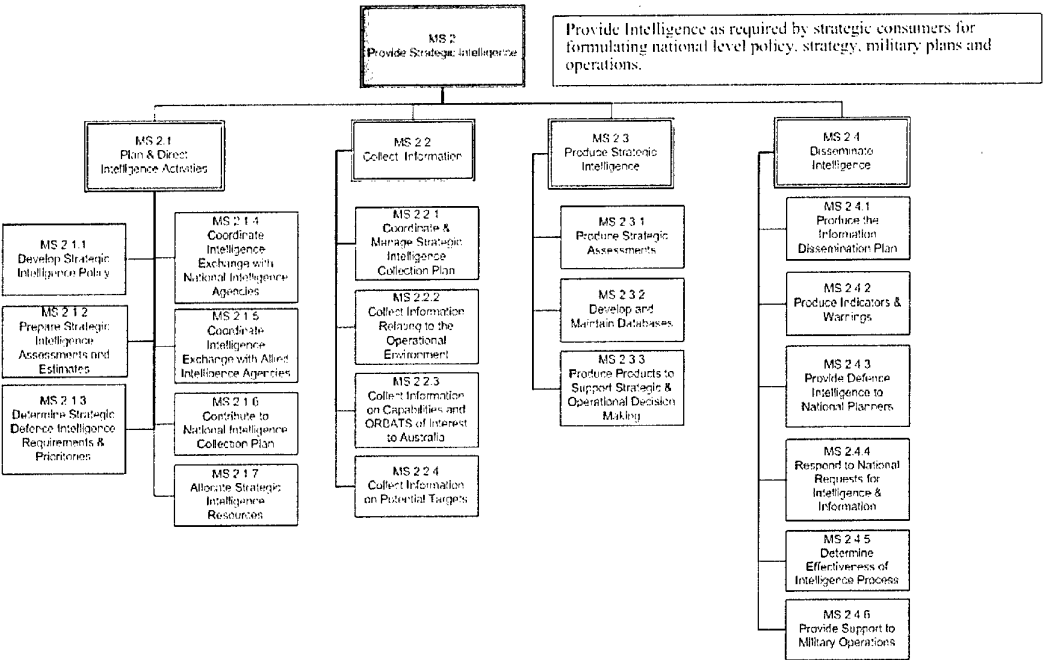 MS 2
Provide Strategic Intelligence
Provide Intelligence as required by strategic consumers for
formulating national level policy, strategy, military plans and
operations.
MS 2.1
Plan & Direct
Intelligence Activities
MS 2.1.1
Develop Strategic
Intelligence Policy
MS 2.1.2
Prepare Strategic
Intelligence
Assessments and
Estimates
MS 2.1.3
Determine Strategic
Defence Intelligence
Requirements &
Prioritories
MS 2.1.4
Coordinate
Intelligence
Exchange with
National Intelligence
Agencies
MS 2.1.5
Coordinate
Intelligence
Exchange with Allied
Intelligence Agencies
MS 2.1.6
Contribute to
National Intelligence
Collection Plan
MS 2.1.7
Allocate Strategic
Intelligence
Resources
MS 2.2
Collect Information
MS 2.2.1
Coordinate &
Manage Strategic
Intelligence
Collection Plan
MS 2.2.2
Collect Information
Relating to the
Operational
Environment
MS 2.2.3
Collect Information
on Capabilities and
ORBATS of Interest
to Australia
MS 2.2.4
Collect Information
on Potential Targets
MS 2.3
Produce Strategic
Intelligence
MS 2.3.1
Produce Strategic
Assessments
MS 2.3.2
Develop and
Maintain Databases
MS 2.3.3
Produce Products to
Support Strategic &
Operational Decision
Making
MS 2.4
Disseminate
Intelligence
MS 2.4.1
Produce the
Information
Dissemination Plan
MS 2.4.2
Produce Indicators &
Warnings
MS 2.4.3
Provide Defence
Intelligence to
National Planners
MS 2.4.4
Respond to National
Requests for
Intelligence &
Information
MS 2.4.5
Determine
Effectiveness of
Intelligence Process
MS 2.4.6
Provide Support to
Military Operations